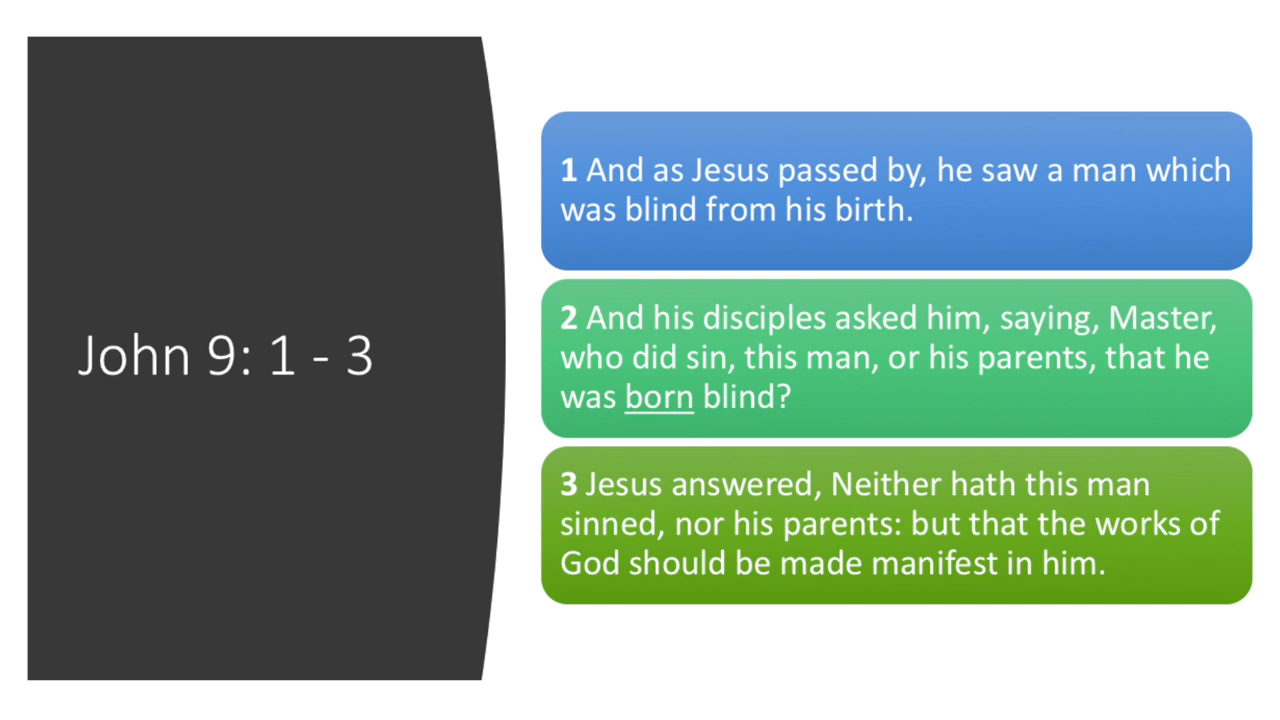 John 9: 1 - 3
1 And as Jesus passed by, he saw a man which
was blind from his birth.
2 And his disciples asked him, saying, Master,
who did sin, this man, or his parents, that he
was born blind?
3 Jesus answered, Neither hath this man
sinned, nor his parents: but that the works of
God should be made manifest in him.